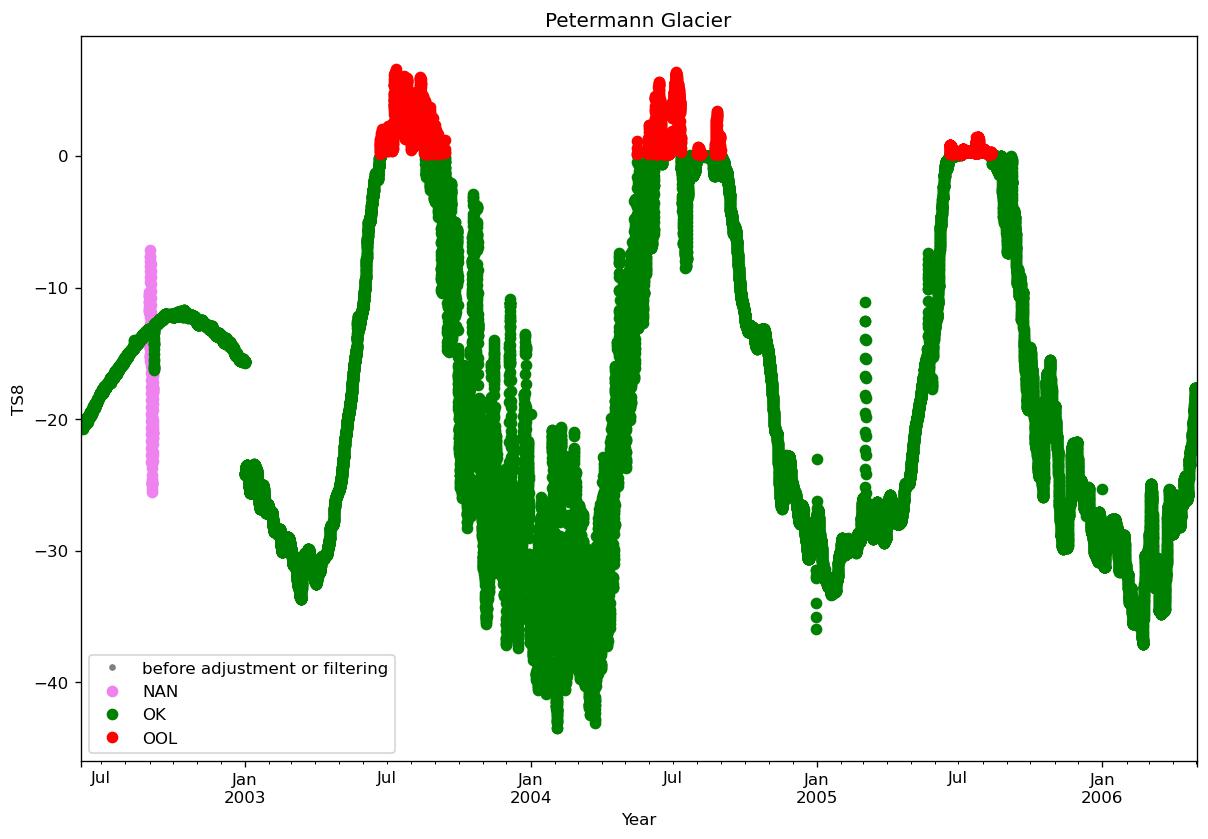 Petermann Glacier
TS8
0
−10
−20
−30
−40
before adjustment or filtering
NAN
OK
OOL
Jul
Jan
2003
Jul
Jan
2004
Jul
Jan
2005
Jul
Jan
2006
Year